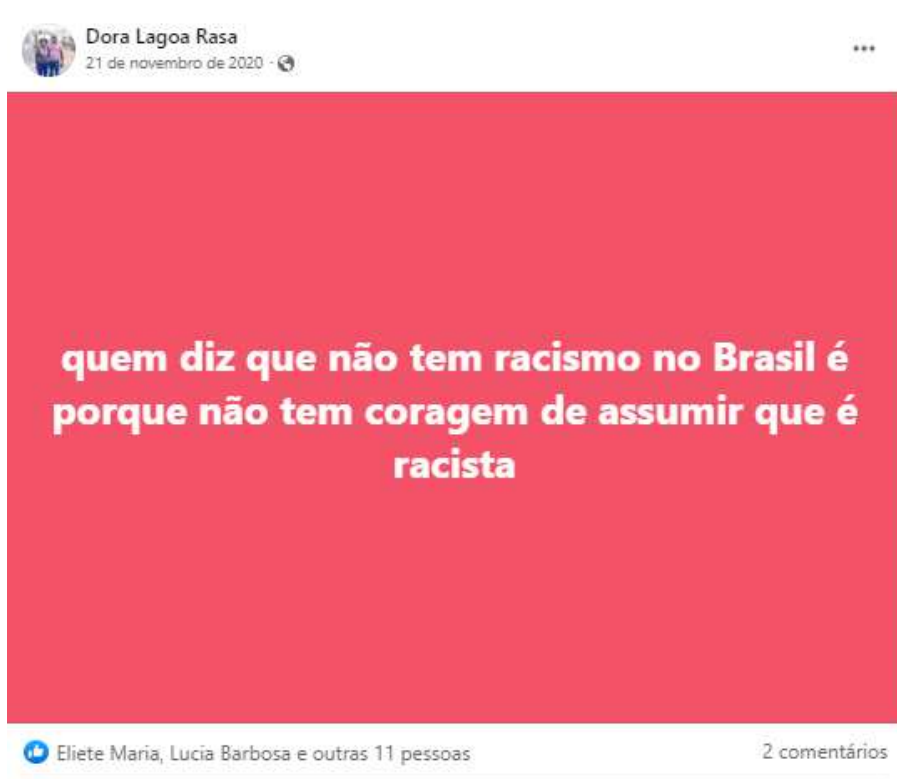 Dora Lagoa Rasa
21 de novembro de 2020 ·
quem diz que não tem racismo no Brasil é
porque não tem coragem de assumir que é
racista
Eliete Maria, Lucia Barbosa e outras 11 pessoas
2 comentários